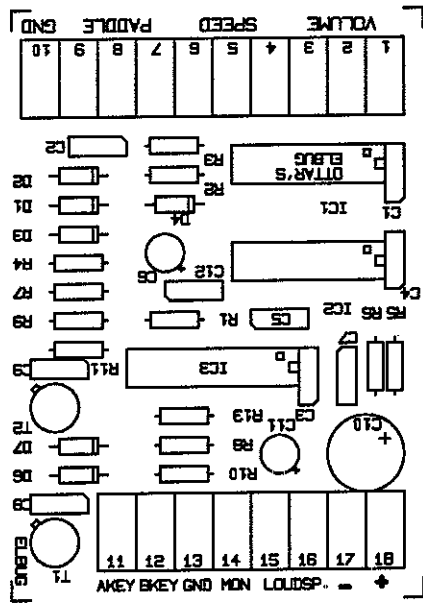 GND PADDLE SPEED VOLUME
10 9 8 7 6 5 4 3 2 1
C2
R3
D2 R2 OTTAR'S
ELBUG
D1 D4 IC1 C1
D3
R4 C6 C12
R7 C4
R9 R1 C5 IC2 R6 R5
C9 R11 IC3 C7
T2 R13 C3
C11 C10
D7 R8
D6 R10
C9
ELBUG T1 11 12 13 14 15 16 17 18
AKEY BKEY GND MON LOUDSP. - +